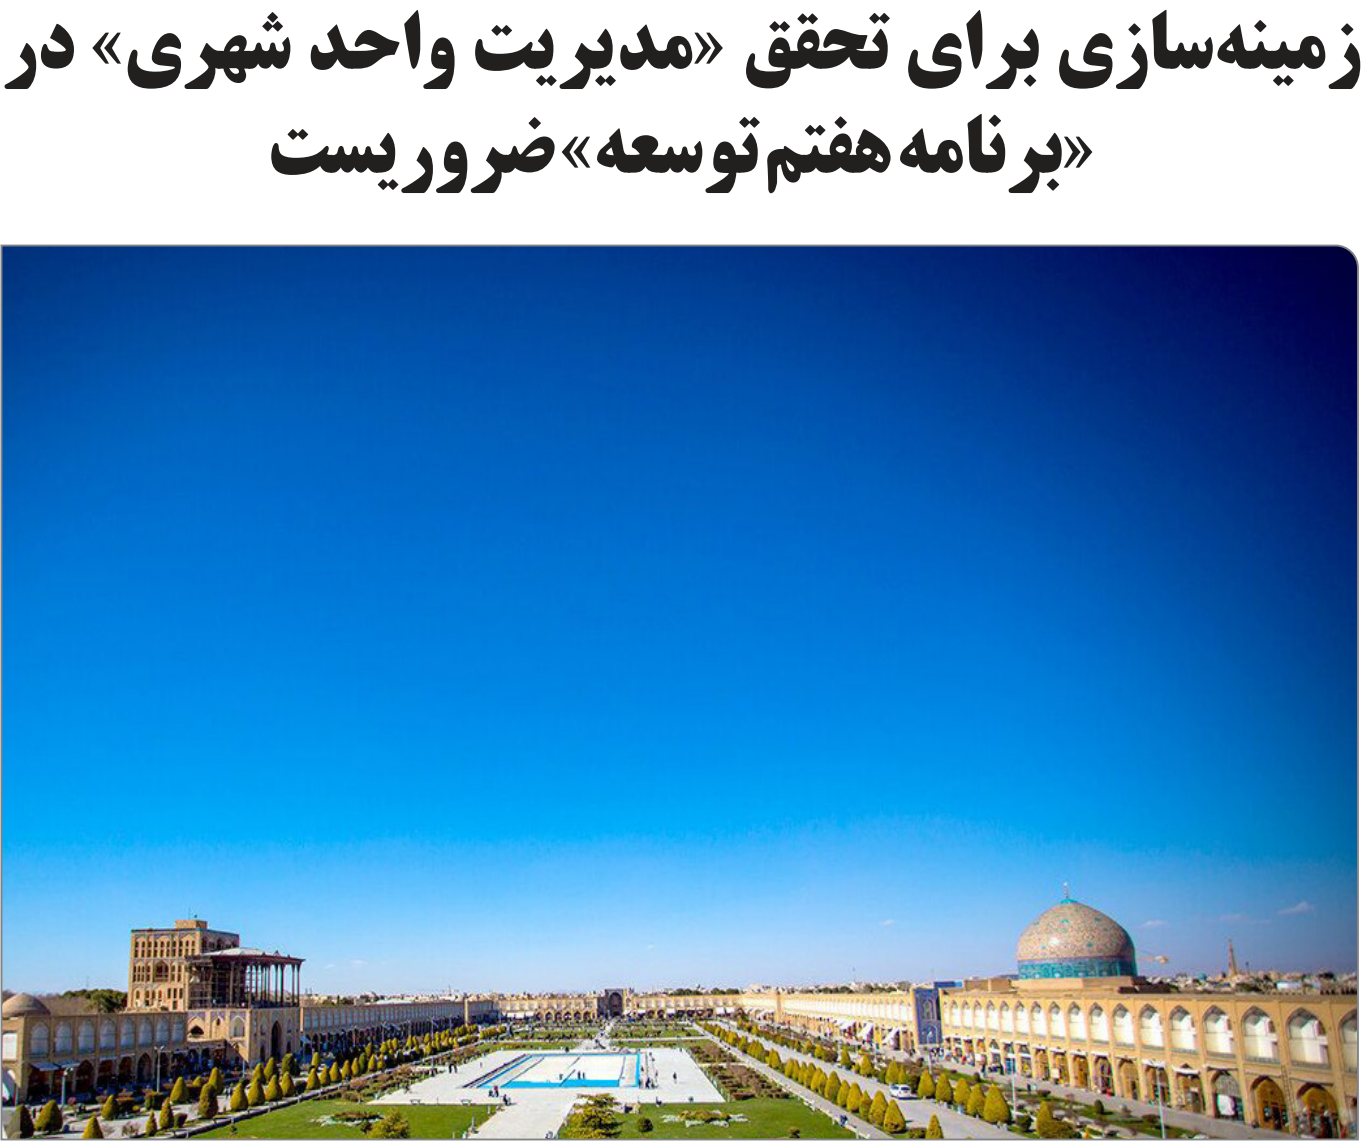 زمینه‌سازی برای تحقق «مدیریت واحد شهری» در
«برنامه هفتم توسعه» ضروریست